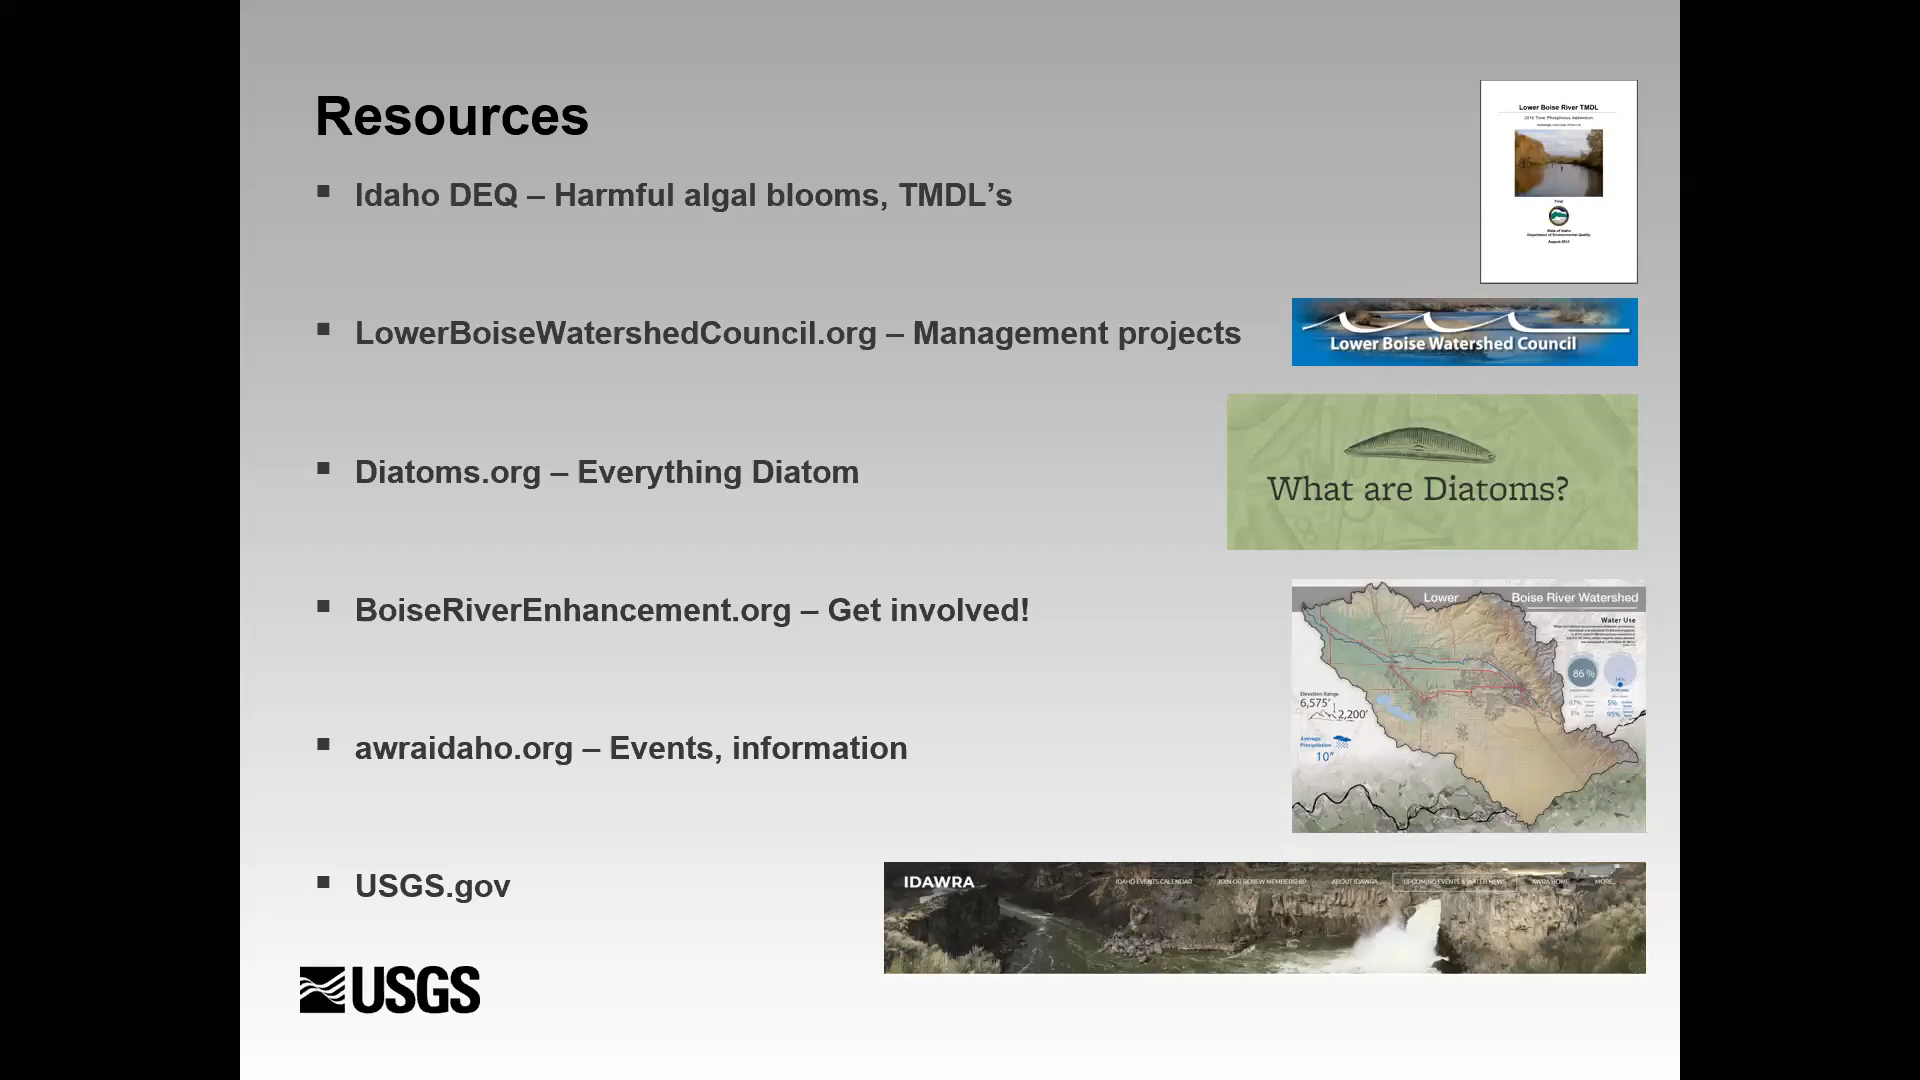 Resources
Idaho DEQ – Harmful algal blooms, TMDL's
LowerBoiseWatershedCouncil.org – Management projects
Diatoms.org – Everything Diatom
BoiseRiverEnhancement.org – Get involved!
awraidaho.org – Events, information
USGS.gov
USGS
Lower Boise River TMDL
State of Idaho
Department of Environmental Quality
Lower Boise Watershed Council
What are Diatoms?
Lower Boise River Watershed
Water Use
86 %
97% 5%
95%
Elevation Range
6,575'
2,200'
Average
Precipitation
10"
IDAWRA
IDAHO EVENTS CALENDAR JOIN OR RENEW MEMBERSHIP ABOUT IDAWRA UPCOMING EVENTS & WATER NEWS AWRA HOME MORE...